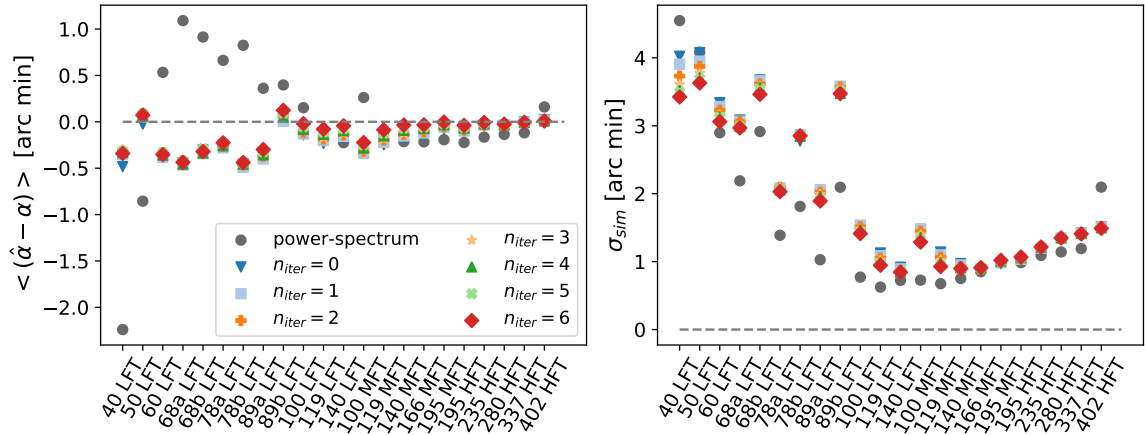 < (α̂ − α) > [arc min]
1.0
0.5
0.0
−0.5
−1.0
−1.5
−2.0
power-spectrum
n_iter = 0
n_iter = 1
n_iter = 2
n_iter = 3
n_iter = 4
n_iter = 5
n_iter = 6
40 LFT
50 LFT
60 LFT
68a LFT
68b LFT
78a LFT
78b LFT
89a LFT
89b LFT
100 LFT
119 LFT
140 LFT
100 MFT
119 MFT
140 MFT
166 MFT
195 MFT
195 HFT
235 HFT
280 HFT
337 HFT
402 HFT
σ_sim [arc min]
4
3
2
1
0
40 LFT
50 LFT
60 LFT
68a LFT
68b LFT
78a LFT
78b LFT
89a LFT
89b LFT
100 LFT
119 LFT
140 LFT
100 MFT
119 MFT
140 MFT
166 MFT
195 MFT
195 HFT
235 HFT
280 HFT
337 HFT
402 HFT